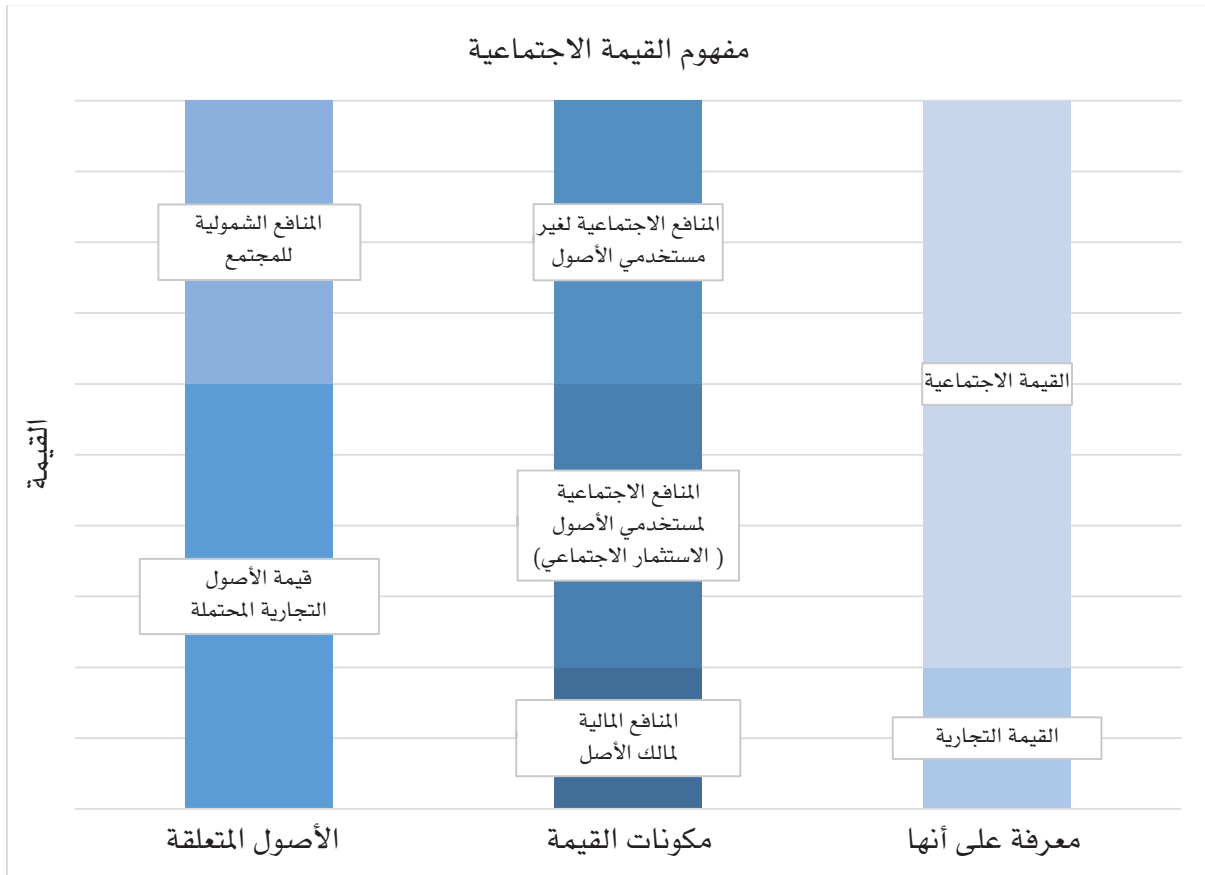 مفهوم القيمة الاجتماعية
القيمة
القيمة الاجتماعية
القيمة التجارية
المنافع الاجتماعية لغير
مستخدمي الأصول
المنافع الاجتماعية
لمستخدمي الأصول
( الاستثمار الاجتماعي)
المنافع المالية
لمالك الأصل
المنافع الشمولية
للمجتمع
قيمة الأصول
التجارية المحتملة
معرفة على أنها
مكونات القيمة
الأصول المتعلقة